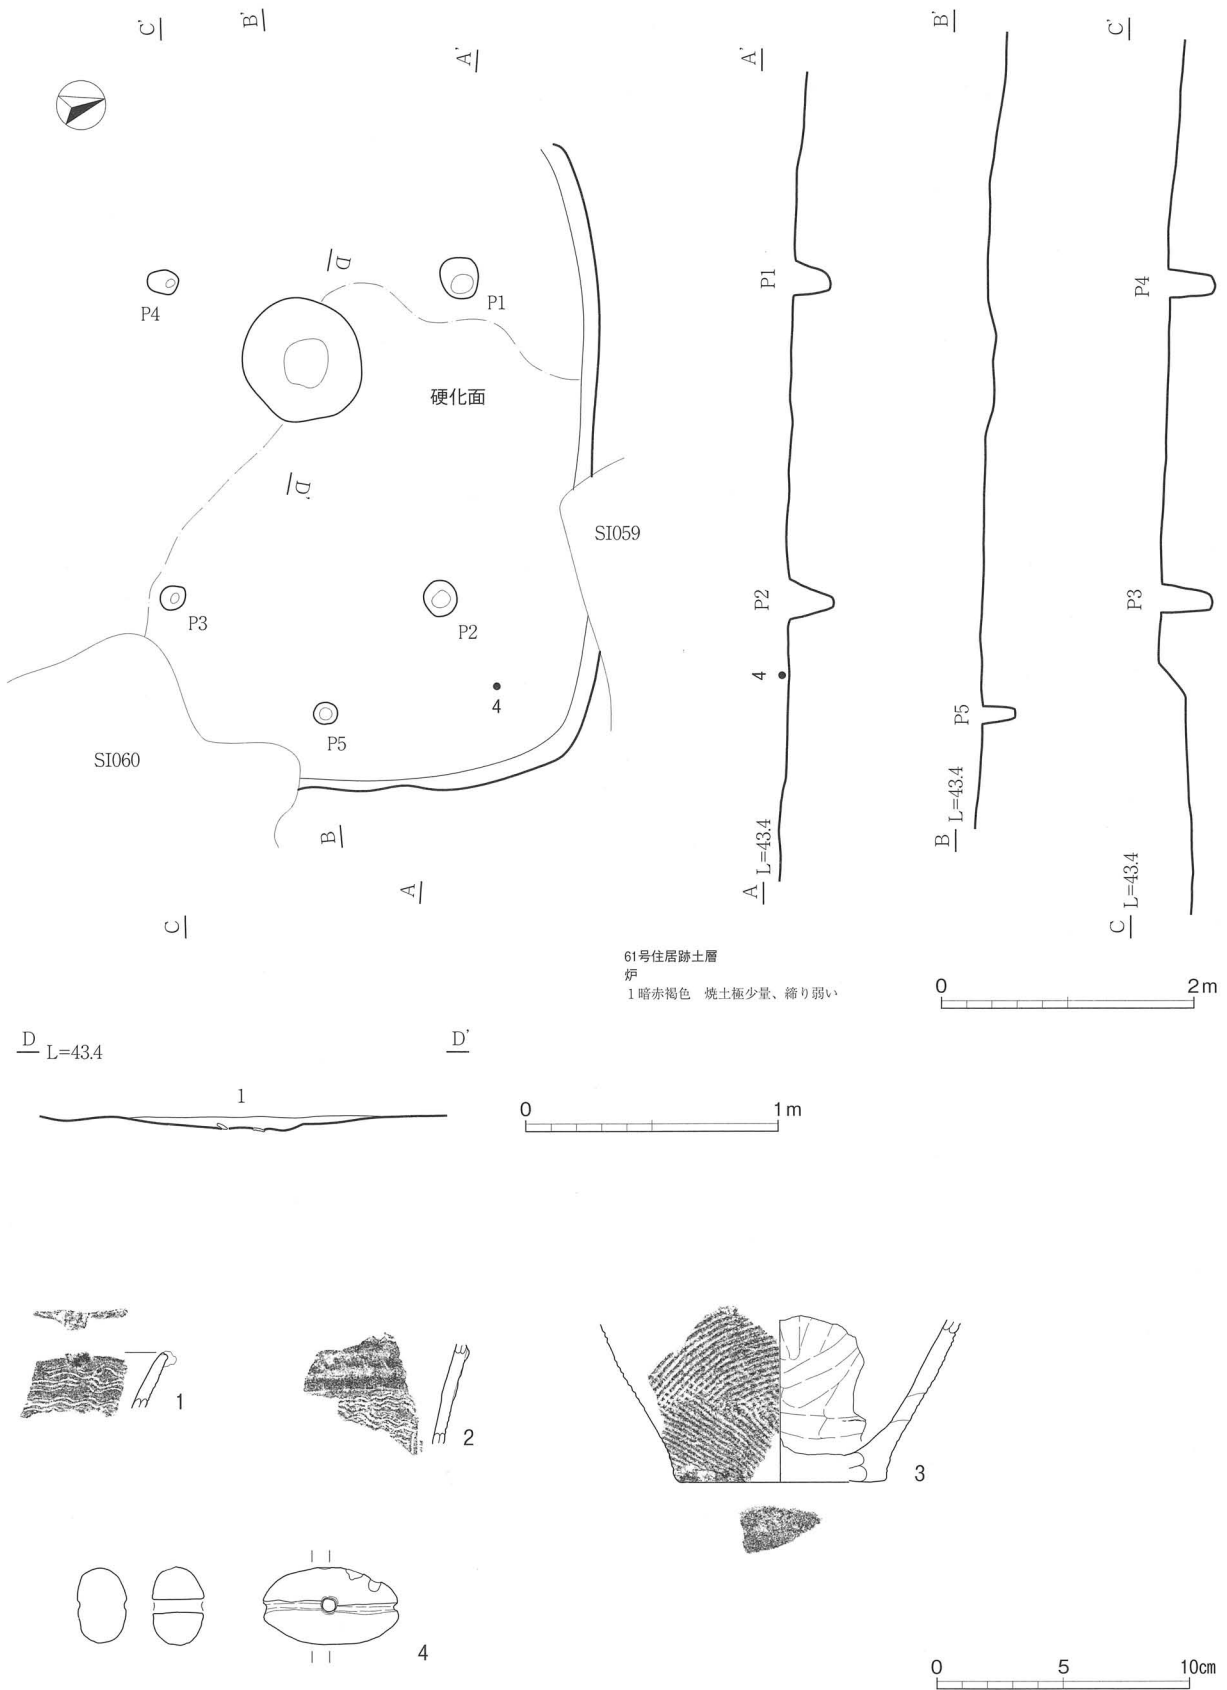 C'
B'
A'
A'
B'
C'
D
P4
P1
硬化面
D'
SI059
P3
P2
4
P5
SI060
B
A
C
P1
P2
4
A L=43.4
P5
B L=43.4
P4
P3
C L=43.4
61号住居跡土層
炉
1暗赤褐色 焼土極少量、締り弱い
0 2m
D L=43.4 D'
1
0 1m
1
2
3
4
0 5 10cm